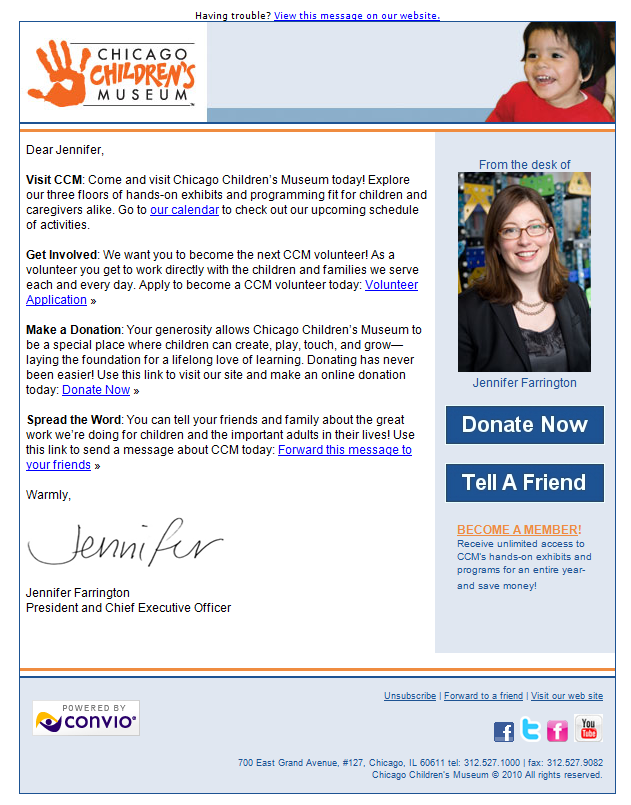 Having trouble? View this message on our website.
CHICAGO
CHILDREN'S
MUSEUM
Dear Jennifer,
Visit CCM: Come and visit Chicago Children's Museum today! Explore
our three floors of hands-on exhibits and programming fit for children and
caregivers alike. Go to our calendar to check out our upcoming schedule
of activities.
Get Involved: We want you to become the next CCM volunteer! As a
volunteer you get to work directly with the children and families we serve
each and every day. Apply to become a CCM volunteer today: Volunteer
Application »
Make a Donation: Your generosity allows Chicago Children's Museum to
be a special place where children can create, play, touch, and grow—
laying the foundation for a lifelong love of learning. Donating has never
been easier! Use this link to visit our site and make an online donation
today: Donate Now »
Spread the Word: You can tell your friends and family about the great
work we're doing for children and the important adults in their lives! Use
this link to send a message about CCM today: Forward this message to
your friends »
Warmly,
Jennifer
Jennifer Farrington
President and Chief Executive Officer
From the desk of
Jennifer Farrington
Donate Now
Tell A Friend
BECOME A MEMBER!
Receive unlimited access to
CCM's hands-on exhibits and
programs for an entire year-
and save money!
POWERED BY
convio®
Unsubscribe | Forward to a friend | Visit our web site
f t f You Tube
700 East Grand Avenue, #127, Chicago, IL 60611 tel: 312.527.1000 | fax: 312.527.9082
Chicago Children's Museum © 2010 All rights reserved.